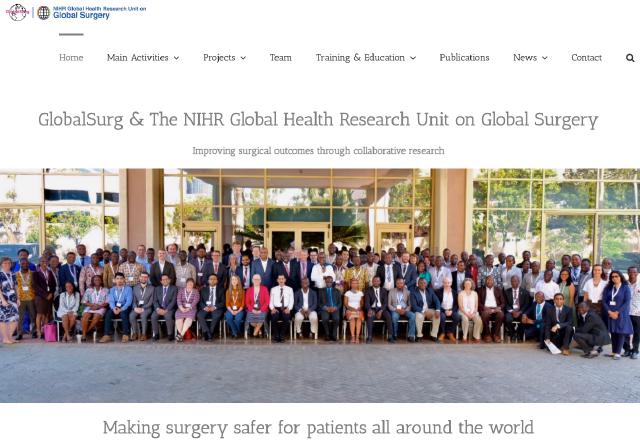 GlobalSurg
NIHR Global Health Research Unit on
Global Surgery
Home Main Activities Projects Team Training & Education Publications News Contact
GlobalSurg & The NIHR Global Health Research Unit on Global Surgery
Improving surgical outcomes through collaborative research
Making surgery safer for patients all around the world